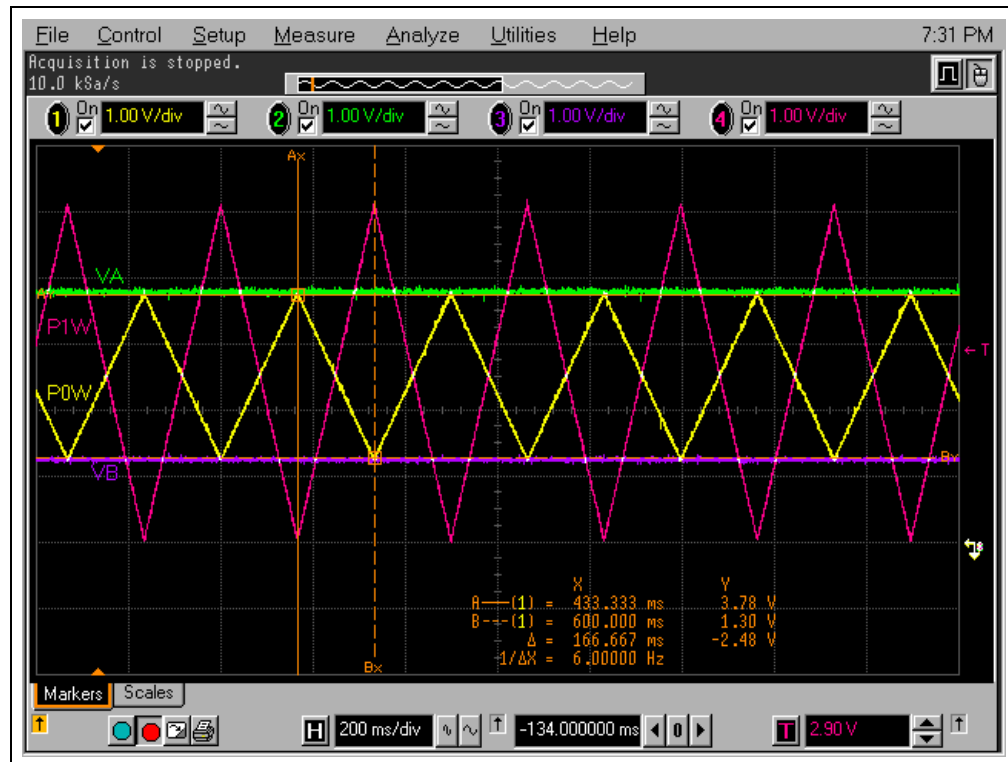 File Control Setup Measure Analyze Utilities Help 7:31 PM
Acquisition is stopped.
10.0 kSa/s
1 On 1.00 V/div 2 On 1.00 V/div 3 On 1.00 V/div 4 On 1.00 V/div
Ax
VA
P1W
T
P0W
VB
X Y
A——(1) = 433.333 ms 3.78 V
B---(1) = 600.000 ms 1.30 V
Δ = 166.667 ms -2.48 V
1/ΔX = 6.00000 Hz
Bx
Markers Scales
H 200 ms/div -134.000000 ms 0 T 2.90 V